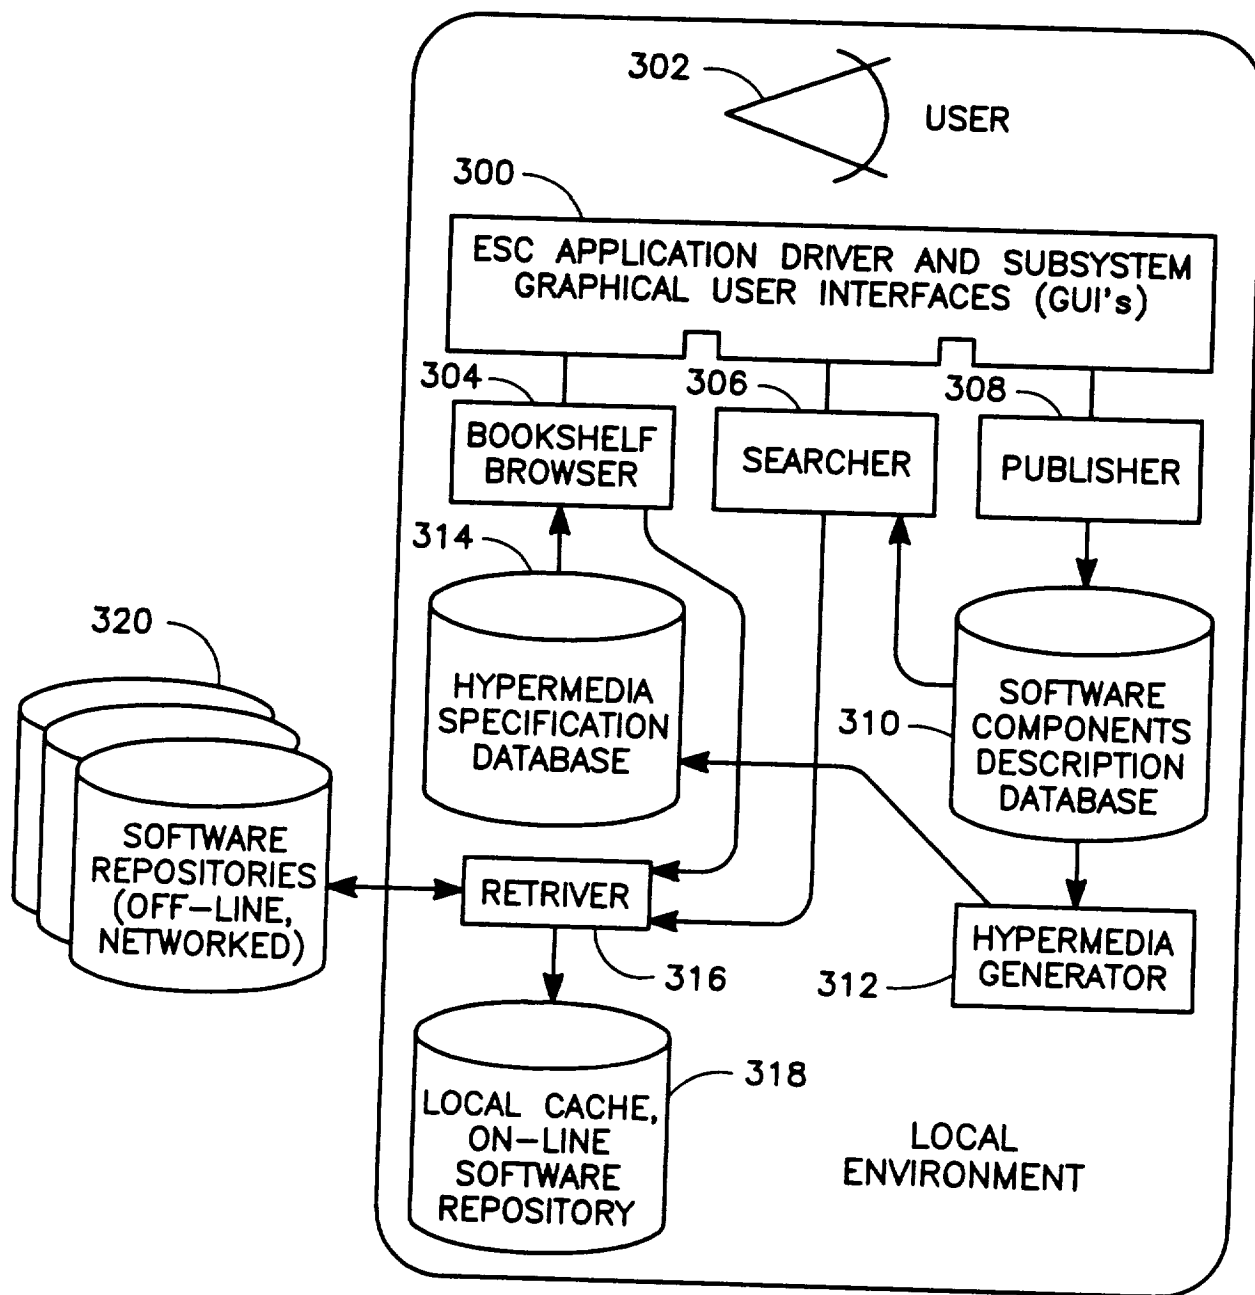 302
USER
300
ESC APPLICATION DRIVER AND SUBSYSTEM
GRAPHICAL USER INTERFACES (GUI's)
304
306
308
BOOKSHELF
BROWSER
SEARCHER
PUBLISHER
314
320
HYPERMEDIA
SPECIFICATION
DATABASE
310
SOFTWARE
COMPONENTS
DESCRIPTION
DATABASE
SOFTWARE
REPOSITORIES
(OFF-LINE,
NETWORKED)
RETRIVER
316
312
HYPERMEDIA
GENERATOR
318
LOCAL CACHE,
ON-LINE
SOFTWARE
REPOSITORY
LOCAL
ENVIRONMENT